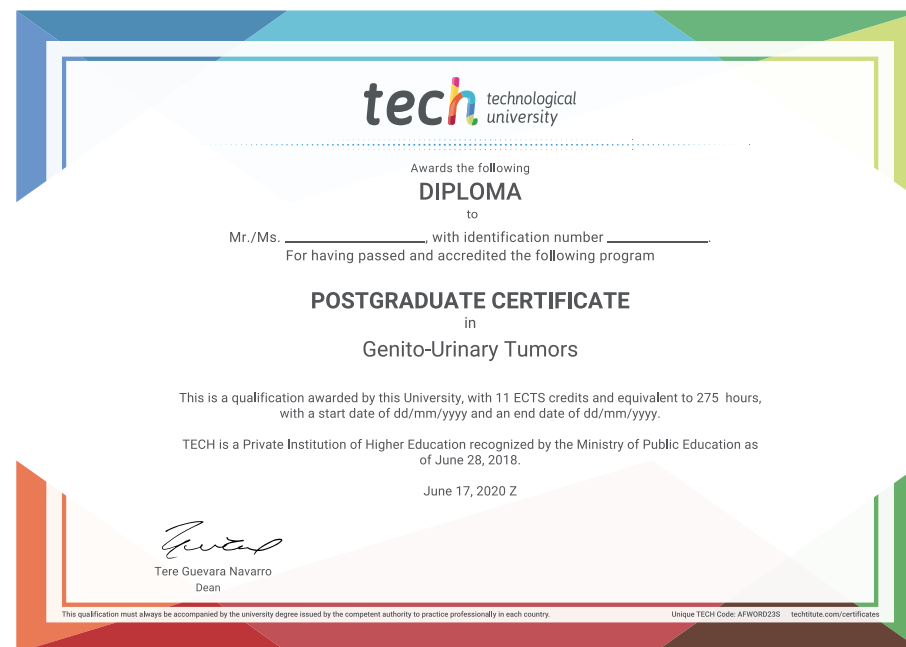 tech technological
university
Awards the following
DIPLOMA
to
Mr./Ms. ____________________, with identification number ______________.
For having passed and accredited the following program
POSTGRADUATE CERTIFICATE
in
Genito-Urinary Tumors
This is a qualification awarded by this University, with 11 ECTS credits and equivalent to 275 hours,
with a start date of dd/mm/yyyy and an end date of dd/mm/yyyy.
TECH is a Private Institution of Higher Education recognized by the Ministry of Public Education as
of June 28, 2018.
June 17, 2020 Z
Tere Guevara Navarro
Dean
This qualification must always be accompanied by the university degree issued by the competent authority to practice professionally in each country. Unique TECH Code: AFWORD23S techtitute.com/certificates